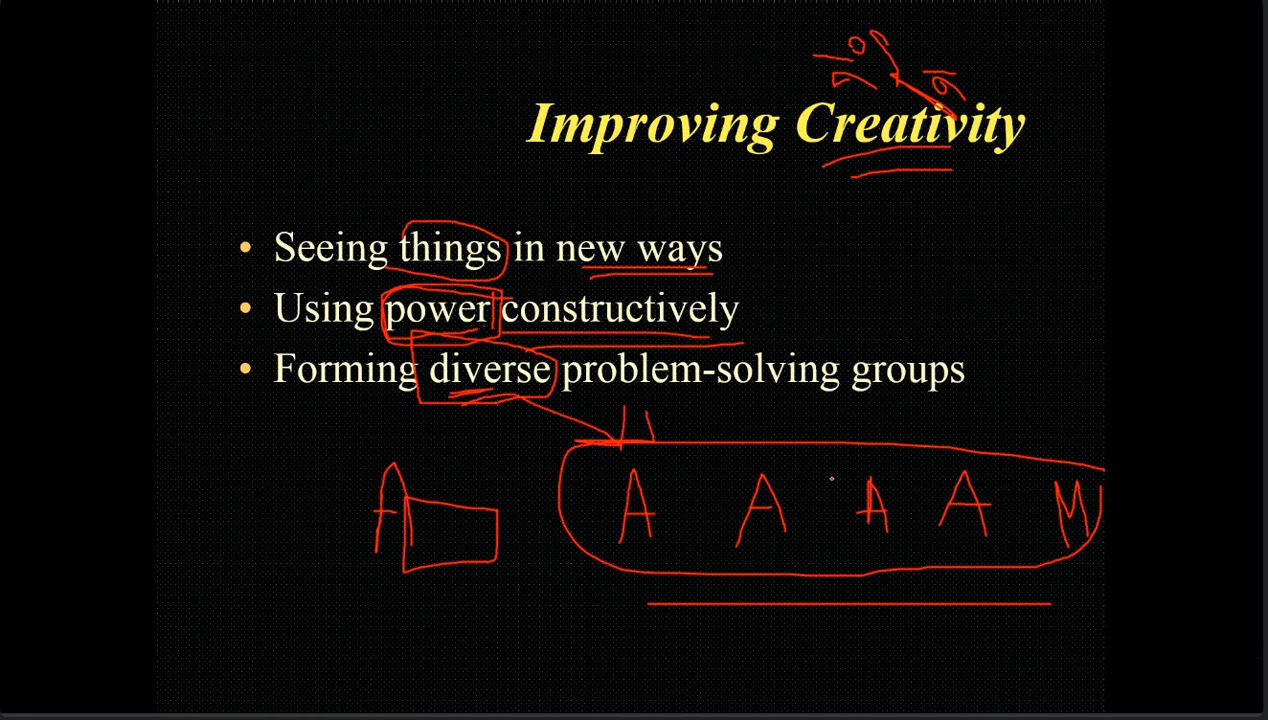 Improving Creativity
• Seeing things in new ways
• Using power constructively
• Forming diverse problem-solving groups
A A A A A M